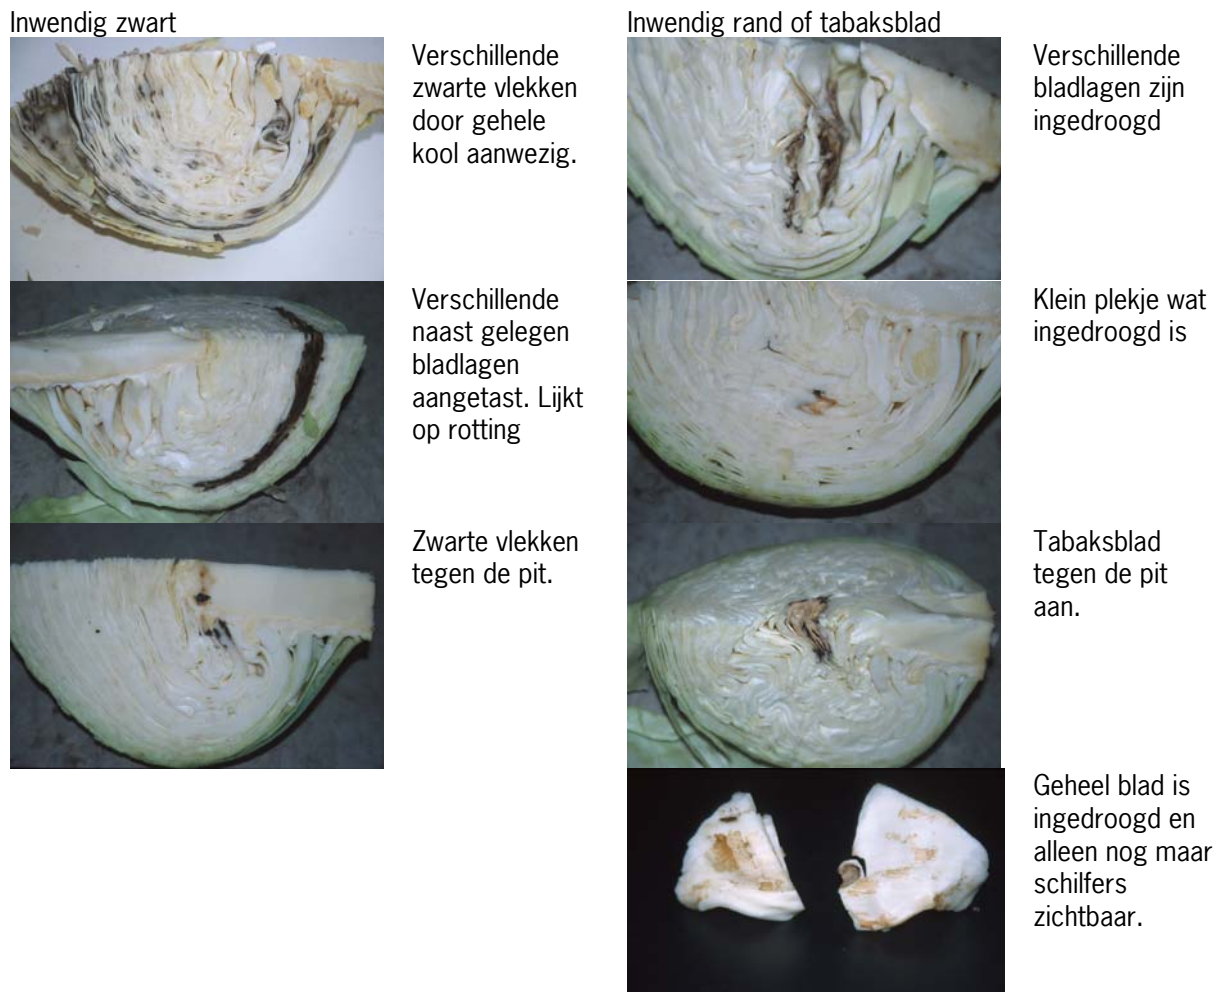 Inwendig zwart
Verschillende
zwarte vlekken
door gehele
kool aanwezig.
Verschillende
naast gelegen
bladlagen
aangetast. Lijkt
op rotting
Zwarte vlekken
tegen de pit.
Inwendig rand of tabaksblad
Verschillende
bladlagen zijn
ingedroogd
Klein plekje wat
ingedroogd is
Tabaksblad
tegen de pit
aan.
Geheel blad is
ingedroogd en
alleen nog maar
schilfers
zichtbaar.